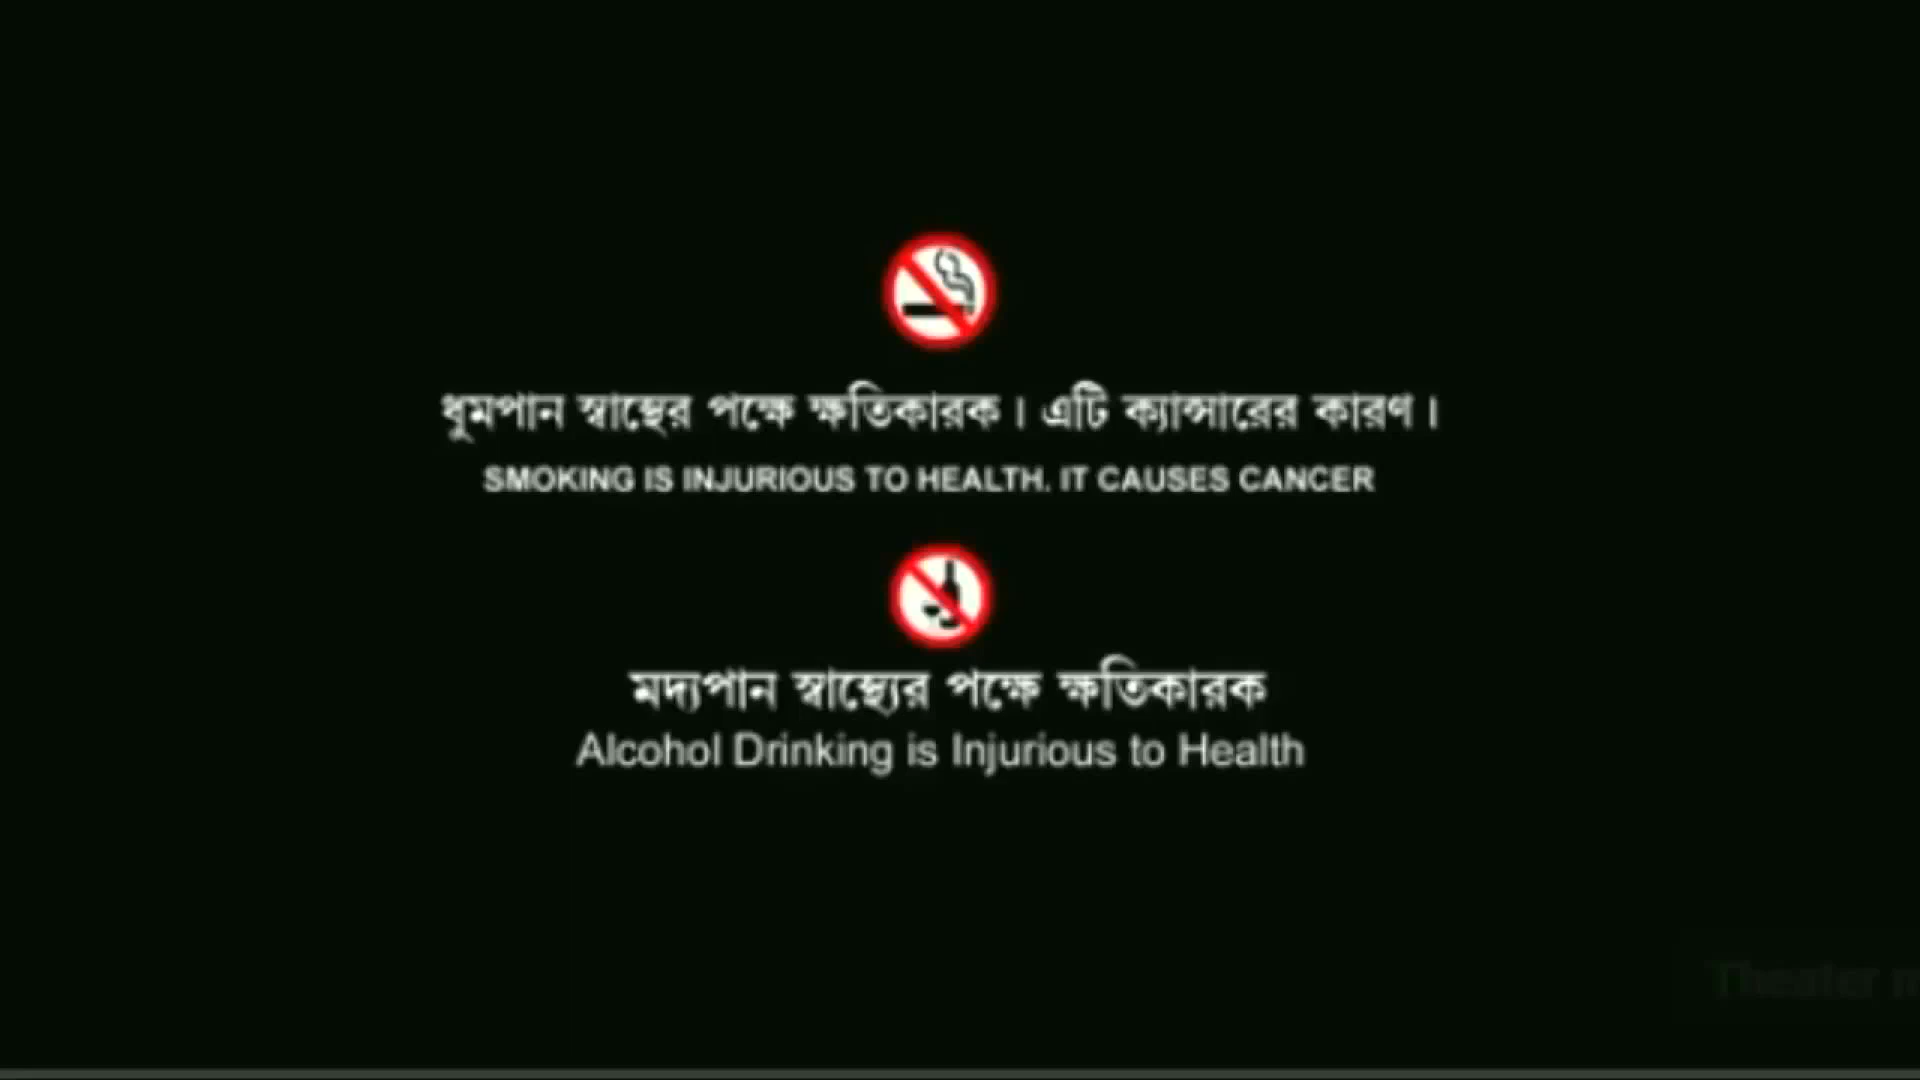 ধুমপান স্বাস্থের পক্ষে ক্ষতিকারক। এটি ক্যান্সারের কারণ।
SMOKING IS INJURIOUS TO HEALTH. IT CAUSES CANCER
মদ্যপান স্বাস্থ্যের পক্ষে ক্ষতিকারক
Alcohol Drinking is Injurious to Health
Theater